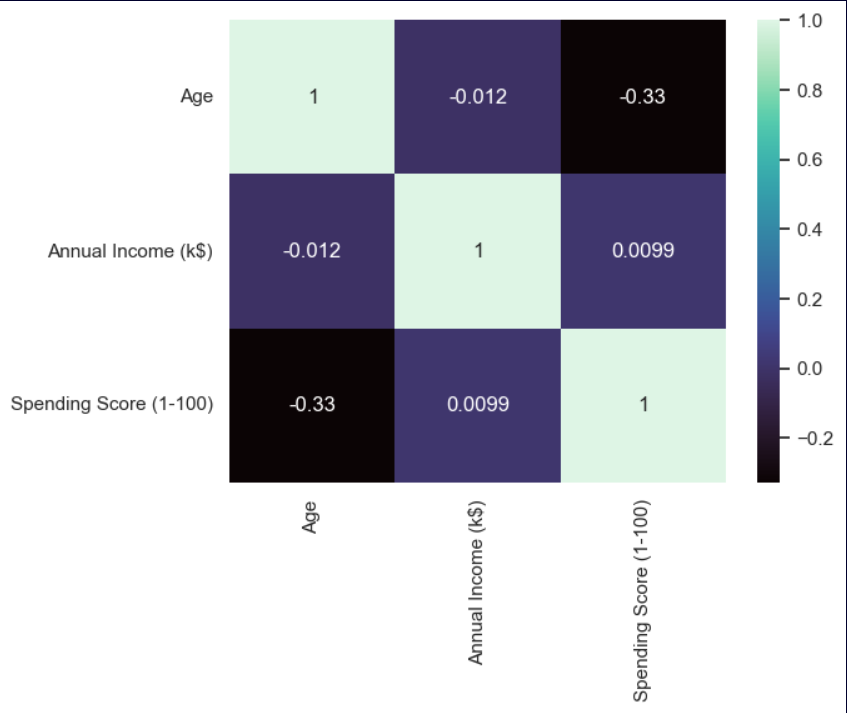 1.0
Age
1
-0.012
-0.33
0.8
0.6
Annual Income (k$)
-0.012
1
0.0099
0.4
0.2
0.0
Spending Score (1-100)
-0.33
0.0099
1
−0.2
Age
Annual Income (k$)
Spending Score (1-100)